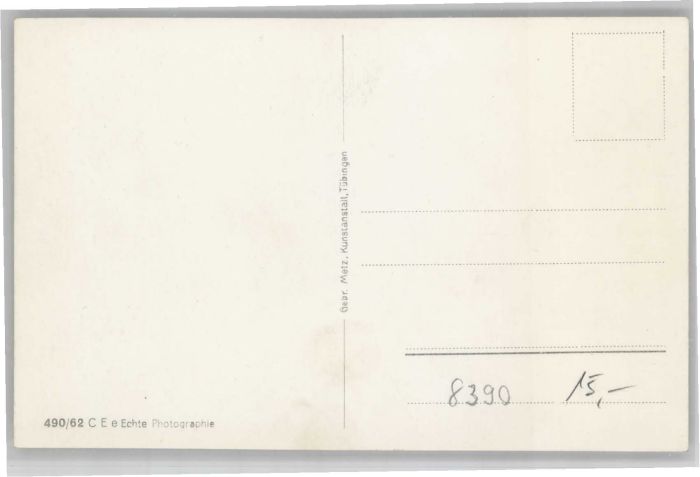 Gebr. Metz, Kunstanstalt, Tübingen
8390 15,—
490/62 C E e Echte Photographie